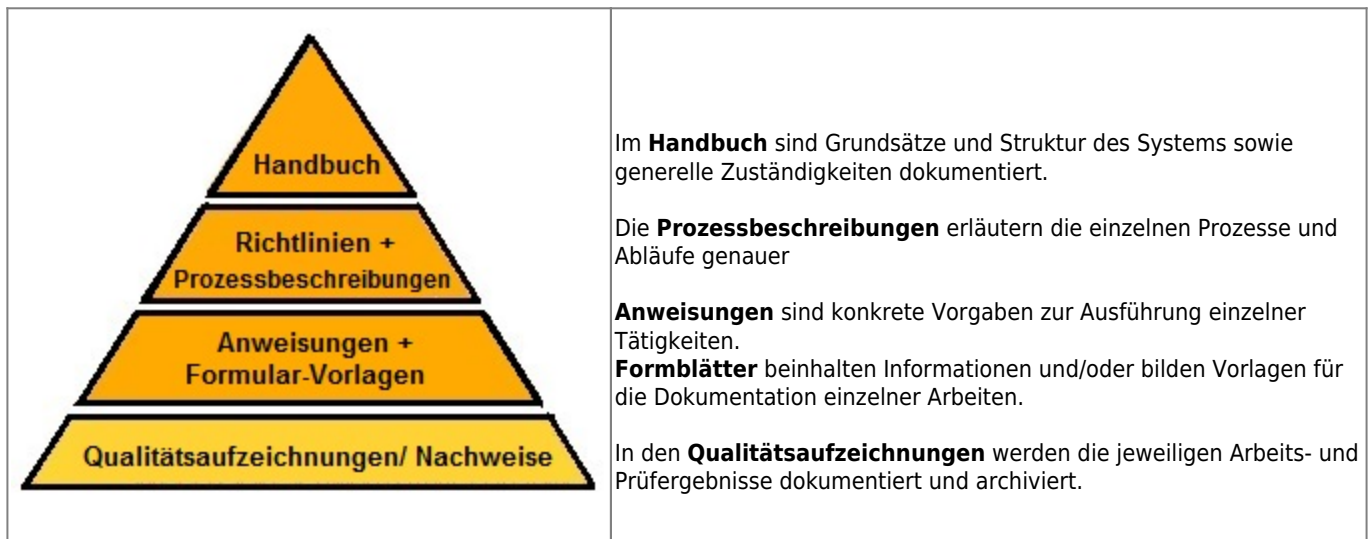 Handbuch
Richtlinien +
Prozessbeschreibungen
Anweisungen +
Formular-Vorlagen
Qualitätsaufzeichnungen/ Nachweise
Im Handbuch sind Grundsätze und Struktur des Systems sowie
generelle Zuständigkeiten dokumentiert.
Die Prozessbeschreibungen erläutern die einzelnen Prozesse und
Abläufe genauer
Anweisungen sind konkrete Vorgaben zur Ausführung einzelner
Tätigkeiten.
Formblätter beinhalten Informationen und/oder bilden Vorlagen für
die Dokumentation einzelner Arbeiten.
In den Qualitätsaufzeichnungen werden die jeweiligen Arbeits- und
Prüfergebnisse dokumentiert und archiviert.